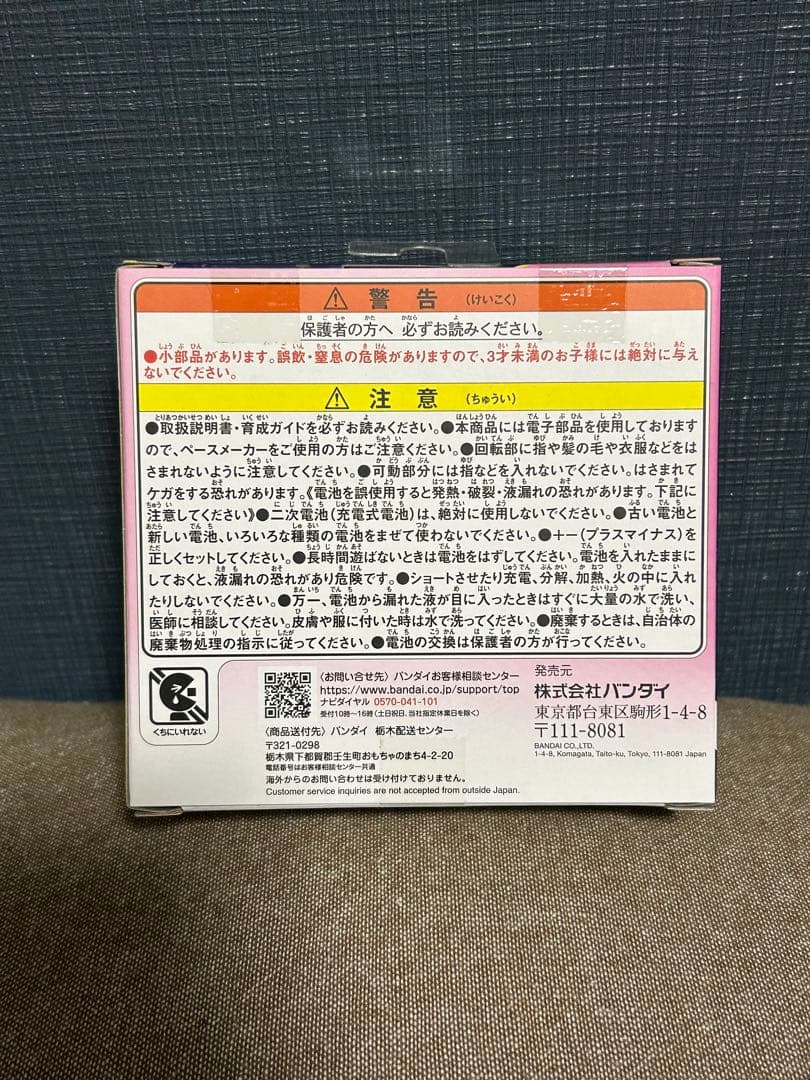 警告 (けいこく)
保護者の方へ 必ずお読みください。
●小部品があります。誤飲・窒息の危険がありますので、3才未満のお子様には絶対に与え
ないでください。
注意 (ちゅうい)
●取扱説明書・育成ガイドを必ずお読みください。●本商品には電子部品を使用しております
ので、ペースメーカーをご使用の方はご注意ください。●回転部に指や髪の毛や衣服などをは
さまれないように注意してください。●可動部分には指などを入れないでください。はさまれて
ケガをする恐れがあります。《電池を誤使用すると発熱・破裂・液漏れの恐れがあります。下記に
注意してください》●二次電池(充電式電池)は、絶対に使用しないでください。●古い電池と
新しい電池、いろいろな種類の電池をまぜて使わないでください。●+−(プラスマイナス)を
正しくセットしてください。●長時間遊ばないときは電池をはずしてください。電池を入れたままに
しておくと、液漏れの恐れがあり危険です。●ショートさせたり充電、分解、加熱、火の中に入れ
たりしないでください。●万一、電池から漏れた液が目に入ったときはすぐに大量の水で洗い、
医師に相談してください。皮膚や服に付いた時は水で洗ってください。●廃棄するときは、自治体の
廃棄物処理の指示に従ってください。●電池の交換は保護者の方が行ってください。
くちにいれない
〈お問い合せ先〉バンダイお客様相談センター
https://www.bandai.co.jp/support/top
ナビダイヤル 0570-041-101
受付10時〜16時(土日祝日、当社指定休業日を除く)
〈商品送付先〉バンダイ 栃木配送センター
〒321-0298
栃木県下都賀郡壬生町おもちゃのまち4-2-20
電話番号はお客様相談センター共通
海外からのお問い合わせは受け付けておりません。
Customer service inquiries are not accepted from outside Japan.
発売元
株式会社バンダイ
東京都台東区駒形1-4-8
〒111-8081
BANDAI CO.,LTD.
1-4-8, Komagata, Taito-ku, Tokyo, 111-8081 Japan